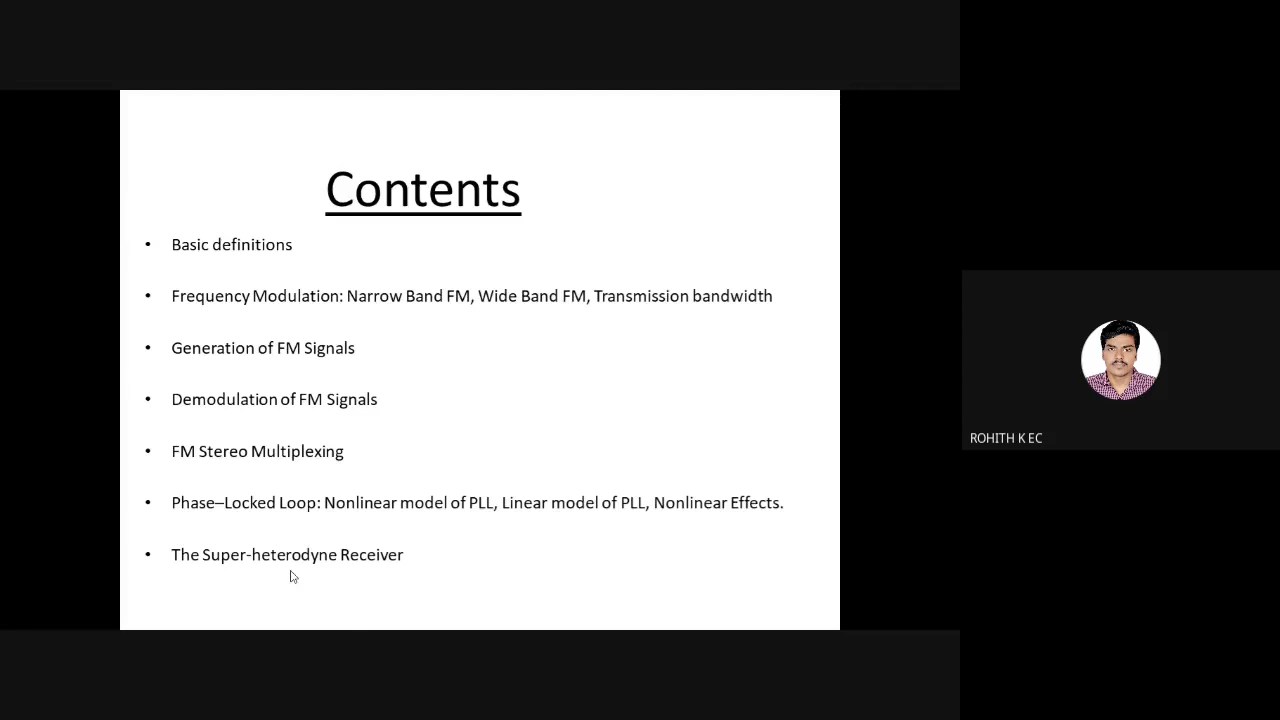 Contents
• Basic definitions
• Frequency Modulation: Narrow Band FM, Wide Band FM, Transmission bandwidth
• Generation of FM Signals
• Demodulation of FM Signals
• FM Stereo Multiplexing
• Phase–Locked Loop: Nonlinear model of PLL, Linear model of PLL, Nonlinear Effects.
• The Super-heterodyne Receiver
ROHITH K EC